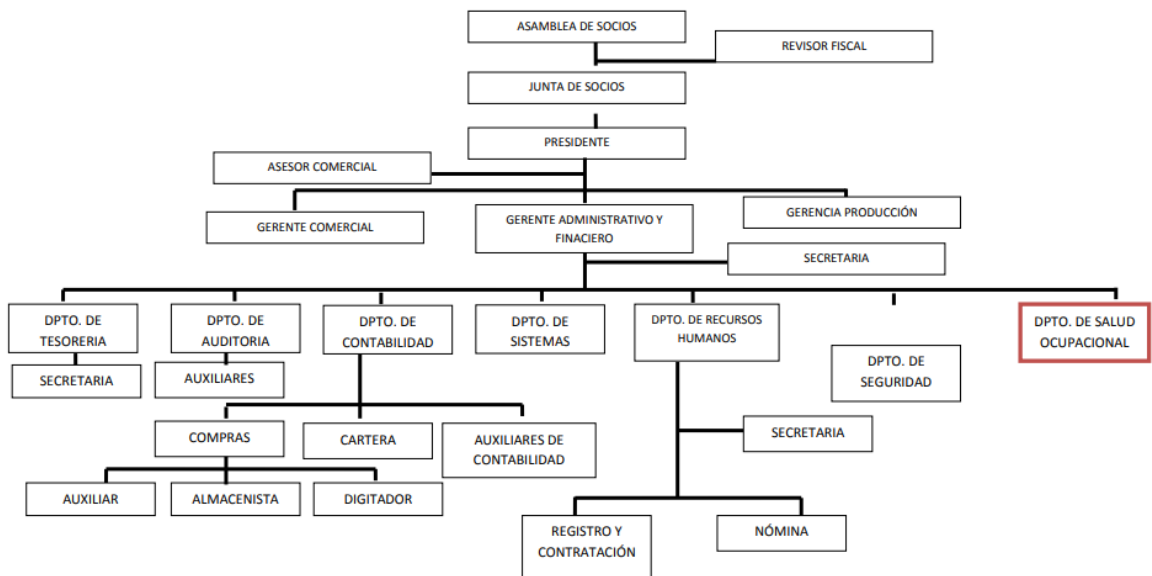 ASAMBLEA DE SOCIOS
REVISOR FISCAL
JUNTA DE SOCIOS
PRESIDENTE
ASESOR COMERCIAL
GERENTE COMERCIAL
GERENTE ADMINISTRATIVO Y
FINACIERO
GERENCIA PRODUCCIÓN
SECRETARIA
DPTO. DE
TESORERIA
DPTO. DE
AUDITORIA
DPTO. DE
CONTABILIDAD
DPTO. DE
SISTEMAS
DPTO. DE RECURSOS
HUMANOS
DPTO. DE
SEGURIDAD
DPTO. DE SALUD
OCUPACIONAL
SECRETARIA
AUXILIARES
COMPRAS
CARTERA
AUXILIARES DE
CONTABILIDAD
SECRETARIA
AUXILIAR
ALMACENISTA
DIGITADOR
REGISTRO Y
CONTRATACIÓN
NÓMINA